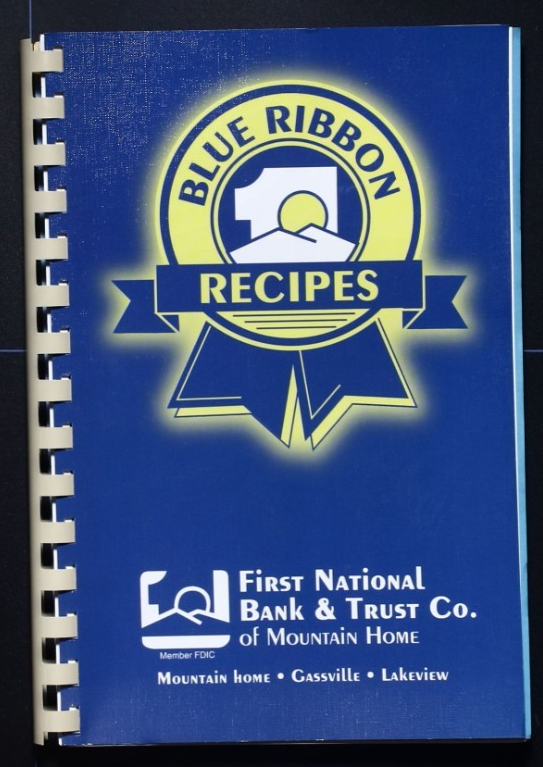 BLUE RIBBON
RECIPES
First National
Bank & Trust Co.
of Mountain Home
Member FDIC
Mountain home • Gassville • Lakeview